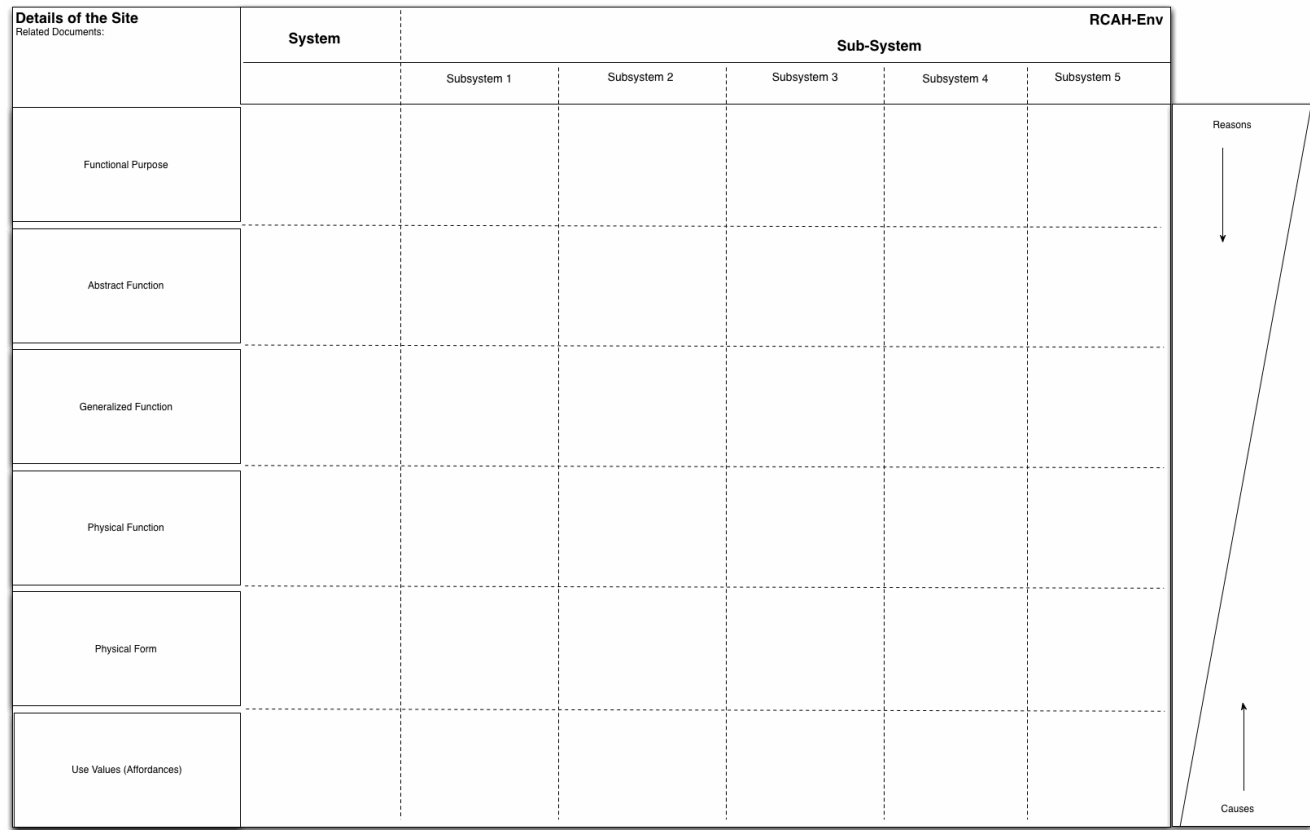 Details of the Site
Related Documents:
System
RCAH-Env
Sub-System
Subsystem 1
Subsystem 2
Subsystem 3
Subsystem 4
Subsystem 5
Reasons
Functional Purpose
Abstract Function
Generalized Function
Physical Function
Physical Form
Use Values (Affordances)
Causes